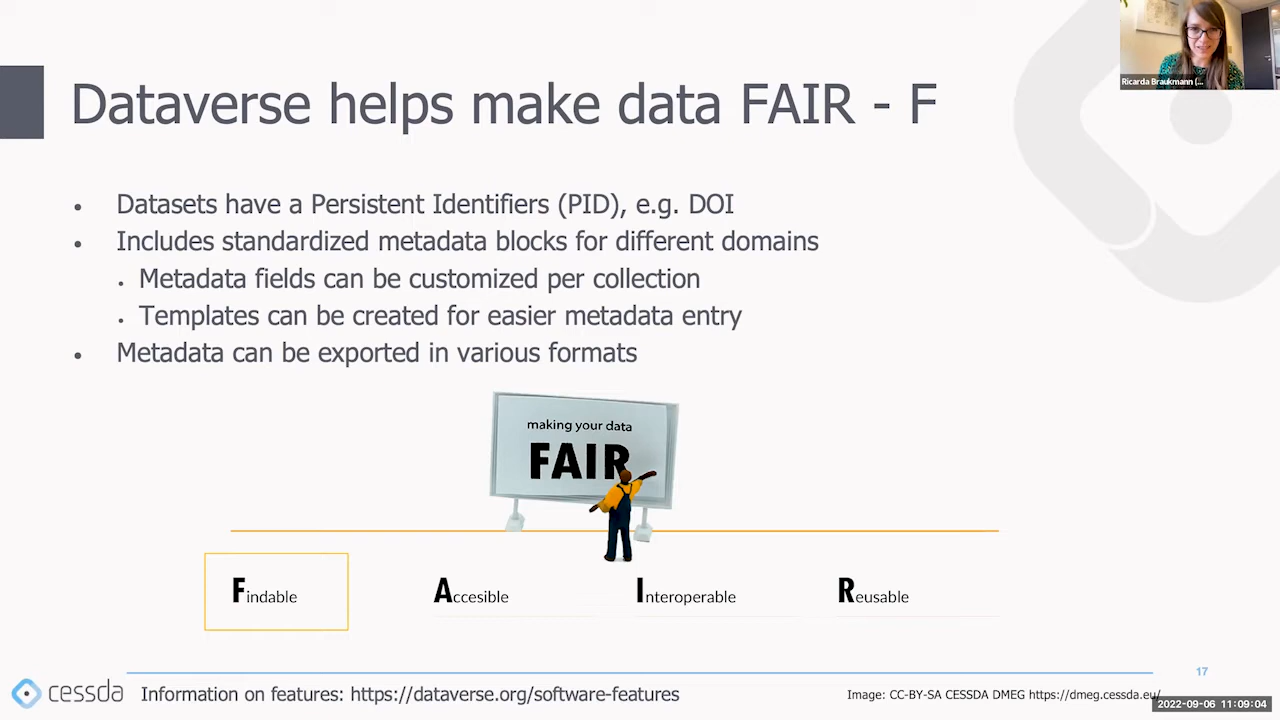 Ricarda Braukmann (...
Dataverse helps make data FAIR - F
• Datasets have a Persistent Identifiers (PID), e.g. DOI
• Includes standardized metadata blocks for different domains
• Metadata fields can be customized per collection
• Templates can be created for easier metadata entry
• Metadata can be exported in various formats
making your data
FAIR
Findable
Accesible
Interoperable
Reusable
17
cessda
Information on features: https://dataverse.org/software-features
Image: CC-BY-SA CESSDA DMEG https://dmeg.cessda.eu/
2022-09-06 11:09:04